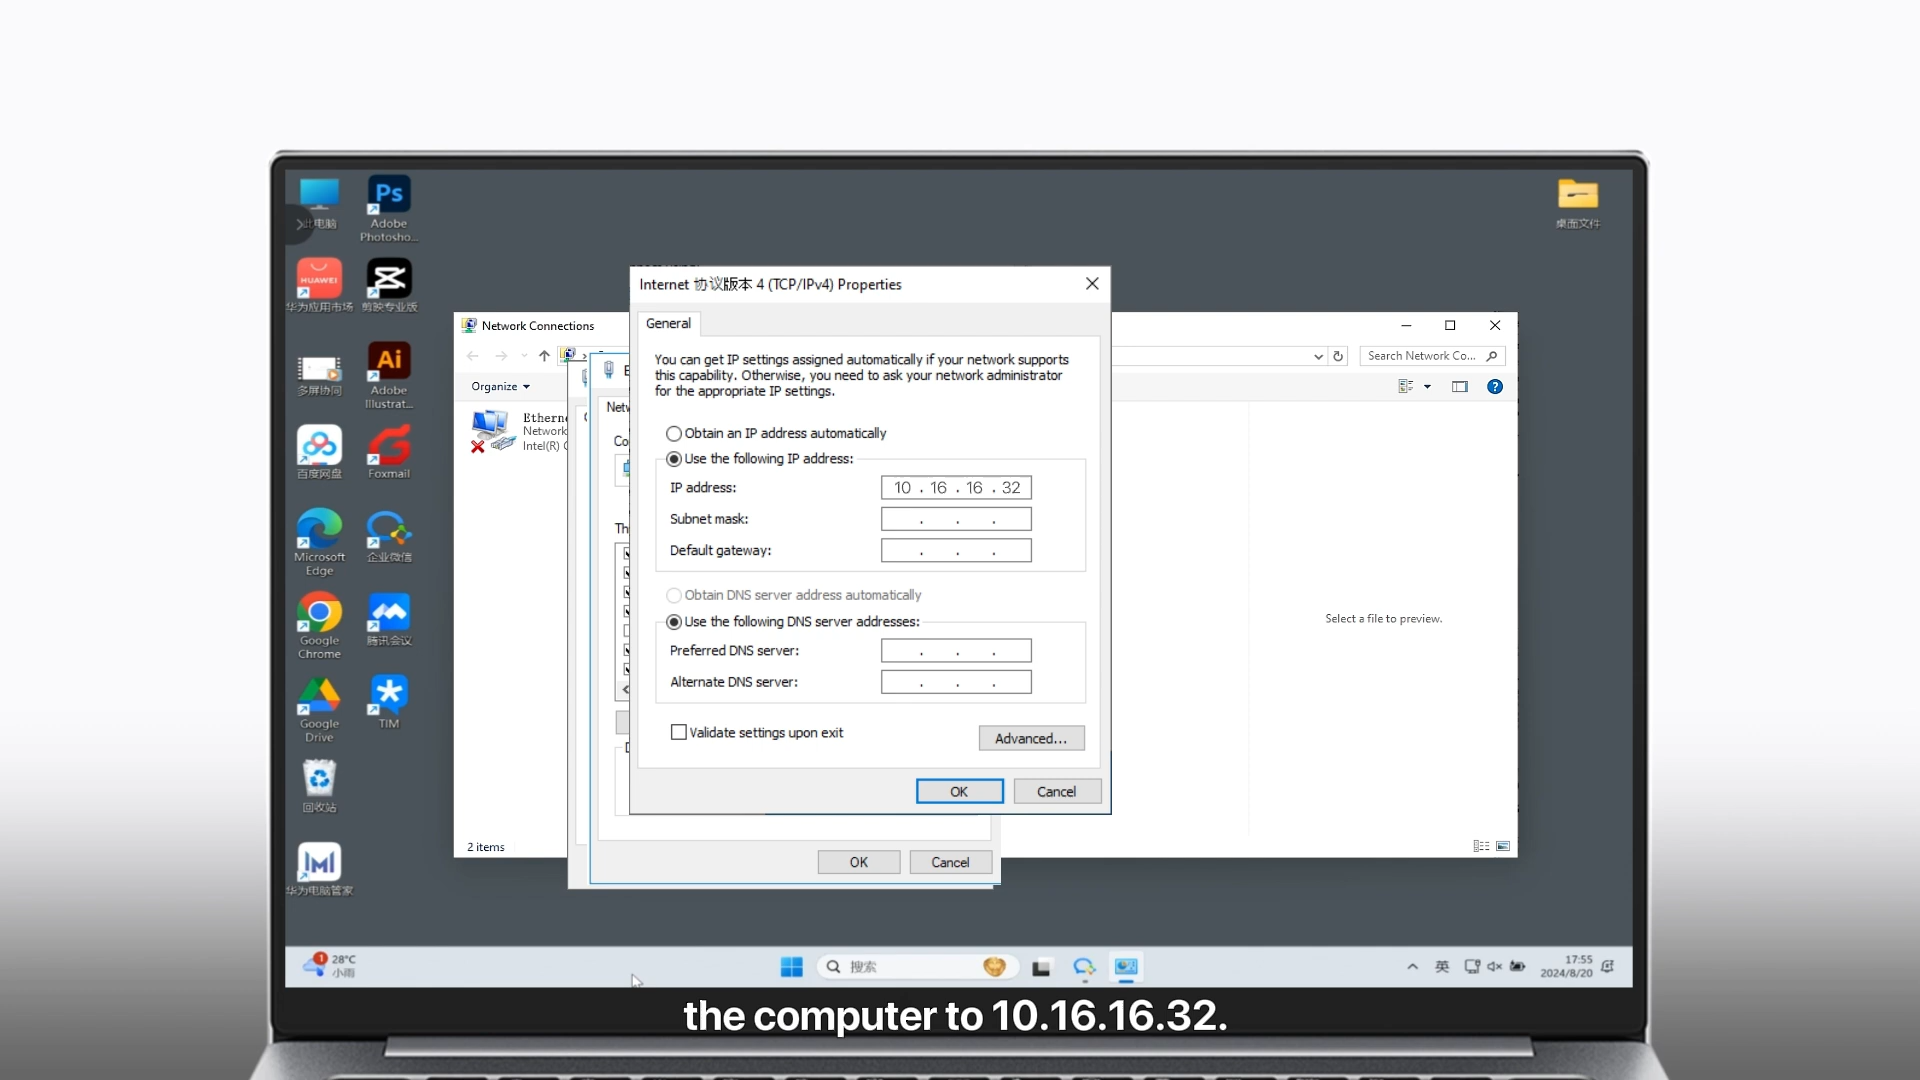 此电脑
Adobe
Photosho...
桌面文件
HUAWEI
华为应用市场
剪映专业版
多屏协同
Adobe
Illustrat...
百度网盘
Foxmail
Microsoft
Edge
企业微信
Google
Chrome
腾讯会议
Google
Drive
TIM
回收站
华为电脑管家
Network Connections
Search Network Co...
Organize
Network
Intel(R)
2 items
Select a file to preview.
OK
Cancel
Internet 协议版本 4 (TCP/IPv4) Properties
General
You can get IP settings assigned automatically if your network supports
this capability. Otherwise, you need to ask your network administrator
for the appropriate IP settings.
Obtain an IP address automatically
Use the following IP address:
IP address:
10 . 16 . 16 . 32
Subnet mask:
. . .
Default gateway:
. . .
Obtain DNS server address automatically
Use the following DNS server addresses:
Preferred DNS server:
. . .
Alternate DNS server:
. . .
Validate settings upon exit
Advanced...
OK
Cancel
1
28°C
小雨
搜索
英
17:55
2024/8/20
the computer to 10.16.16.32.